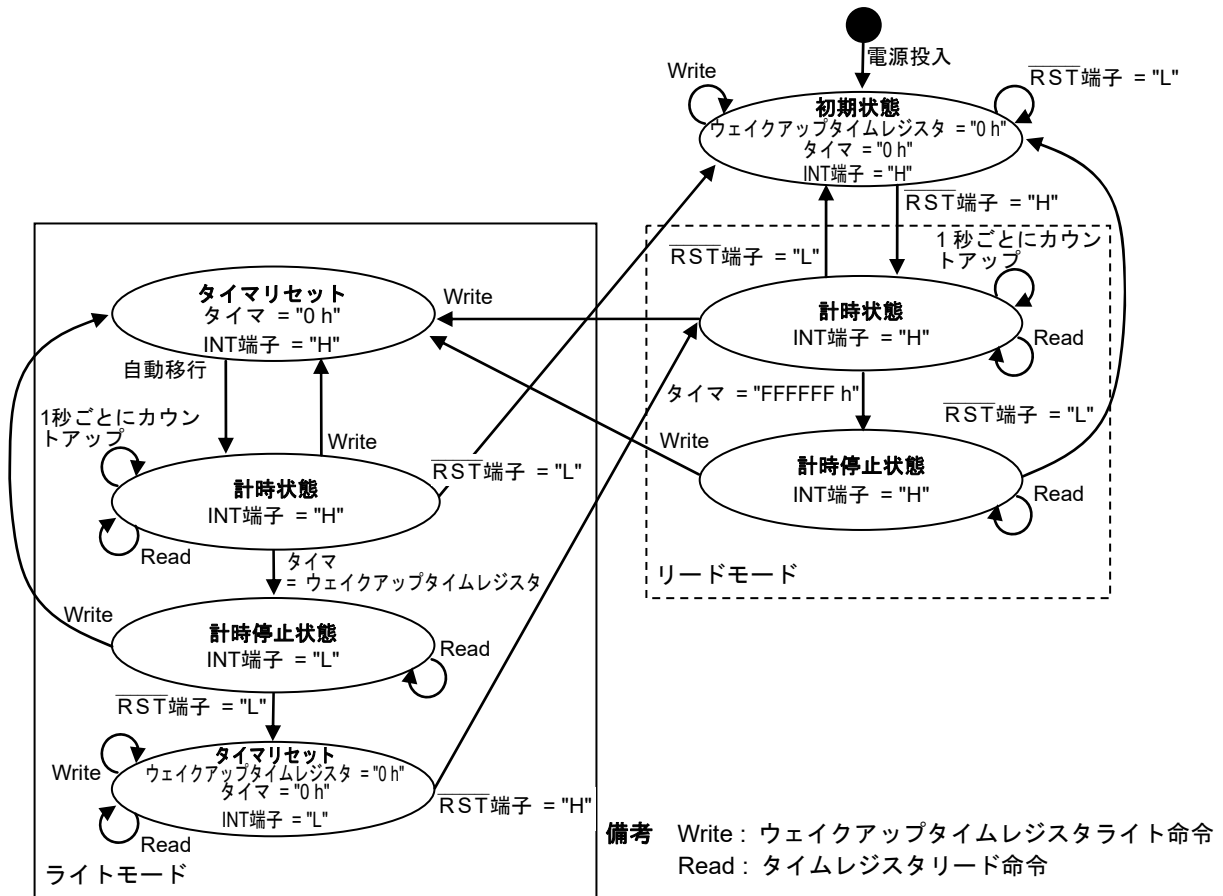 電源投入
Write
RST端子 = "L"
初期状態
ウェイクアップタイムレジスタ = "0 h"
タイマ = "0 h"
INT端子 = "H"
RST端子 = "H"
RST端子 = "L"
1 秒ごとにカウン
トアップ
計時状態
INT端子 = "H"
Read
タイマ = "FFFFFF h"
RST端子 = "L"
Write
計時停止状態
INT端子 = "H"
Read
リードモード
タイマリセット
タイマ = "0 h"
INT端子 = "H"
Write
自動移行
1秒ごとにカウン
トアップ
Write
RST端子 = "L"
計時状態
INT端子 = "H"
Read
タイマ
= ウェイクアップタイムレジスタ
Write
計時停止状態
INT端子 = "L"
Read
RST端子 = "L"
タイマリセット
ウェイクアップタイムレジスタ = "0 h"
タイマ = "0 h"
INT端子 = "L"
Write
Read
RST端子 = "H"
ライトモード
備考 Write : ウェイクアップタイムレジスタライト命令
Read : タイムレジスタリード命令